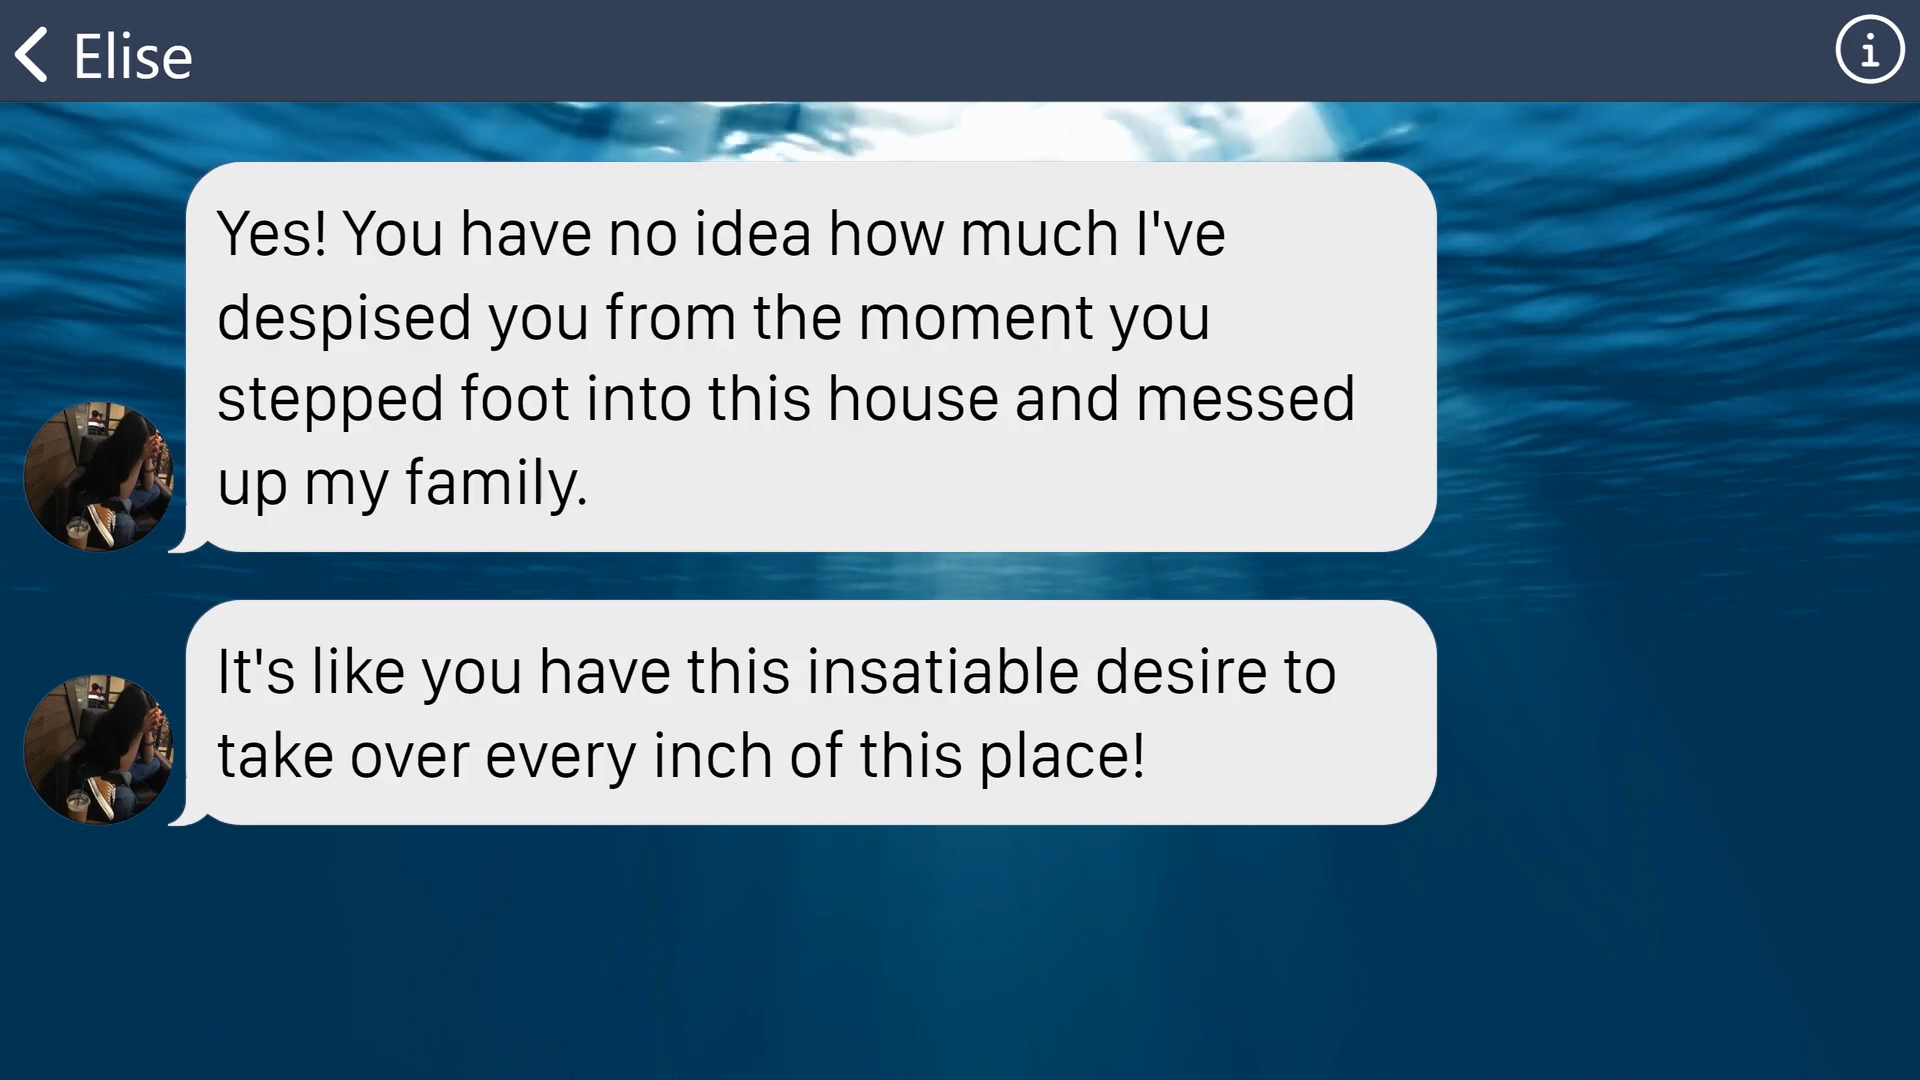 Elise
Yes! You have no idea how much I've
despised you from the moment you
stepped foot into this house and messed
up my family.
It's like you have this insatiable desire to
take over every inch of this place!